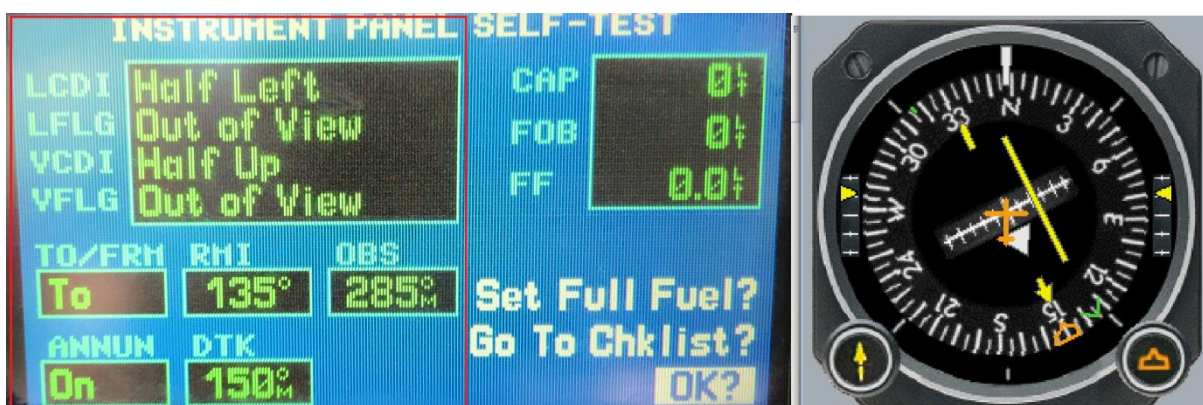 INSTRUMENT PANEL SELF-TEST
LCDI Half Left
LFLG Out of View
VCDI Half Up
VFLG Out of View
TO/FRM RMI OBS
To 135° 285°M
ANNUN DTK
On 150°M
CAP 0
FOB 0
FF 0.0
Set Full Fuel?
Go To Chklist?
OK?
N
3
6
E
12
15
S
21
24
W
30
33